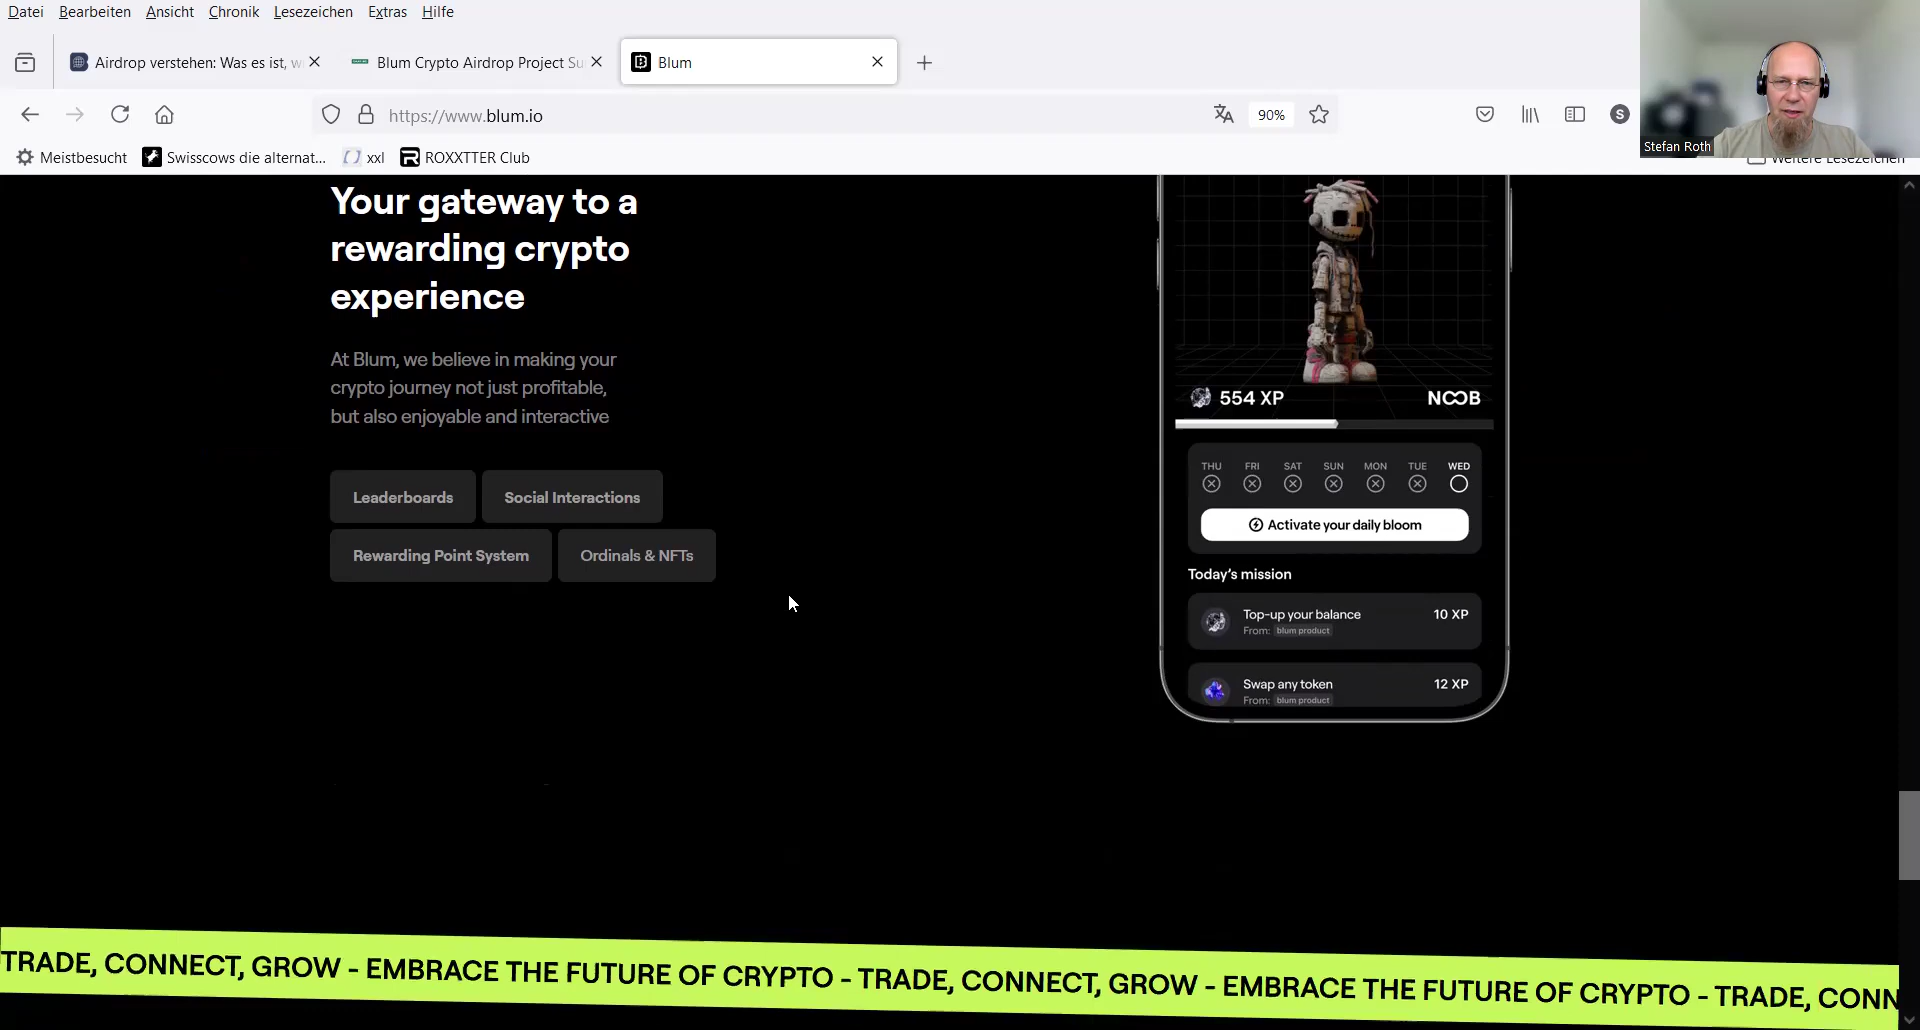 Datei Bearbeiten Ansicht Chronik Lesezeichen Extras Hilfe
Airdrop verstehen: Was es ist, w
Blum Crypto Airdrop Project Su
Blum
https://www.blum.io
90%
S
Meistbesucht
Swisscows die alternat...
xxl
ROXXTTER Club
Weitere Lesezeichen
Stefan Roth
Your gateway to a
rewarding crypto
experience
At Blum, we believe in making your
crypto journey not just profitable,
but also enjoyable and interactive
Leaderboards
Social Interactions
Rewarding Point System
Ordinals & NFTs
554 XP
NOOB
THU FRI SAT SUN MON TUE WED
Activate your daily bloom
Today's mission
Top-up your balance
From: blum product
10 XP
Swap any token
From: blum product
12 XP
TRADE, CONNECT, GROW - EMBRACE THE FUTURE OF CRYPTO - TRADE, CONNECT, GROW - EMBRACE THE FUTURE OF CRYPTO - TRADE, CONN